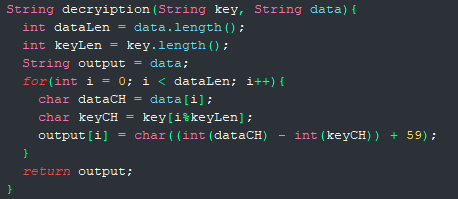 String decryiption(String key, String data){
  int dataLen = data.length();
  int keyLen = key.length();
  String output = data;
  for(int i = 0; i < dataLen; i++){
    char dataCH = data[i];
    char keyCH = key[i%keyLen];
    output[i] = char((int(dataCH) - int(keyCH)) + 59);
  }
  return output;
}